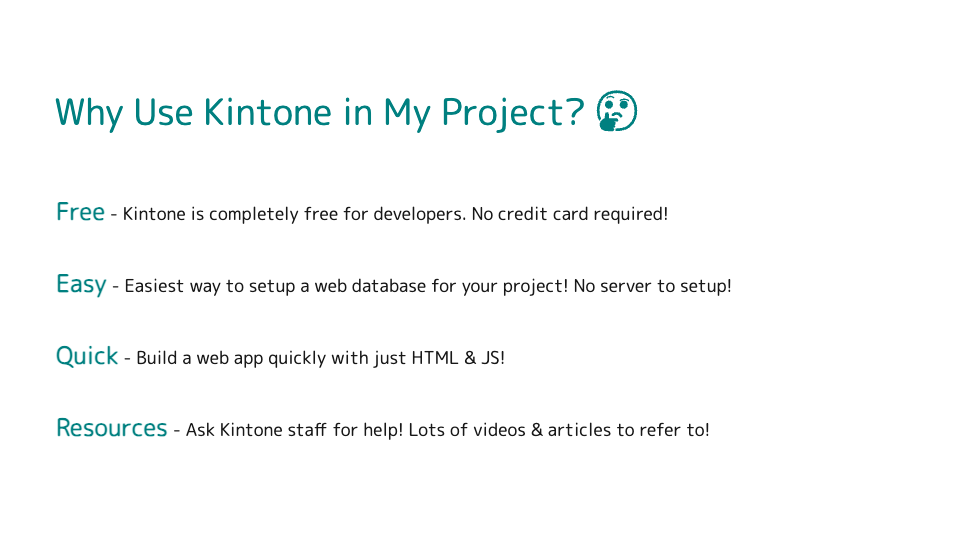 Why Use Kintone in My Project? 🤔
Free - Kintone is completely free for developers. No credit card required!
Easy - Easiest way to setup a web database for your project! No server to setup!
Quick - Build a web app quickly with just HTML & JS!
Resources - Ask Kintone staff for help! Lots of videos & articles to refer to!